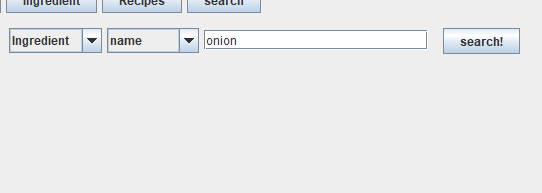 Ingredient Recipes search
Ingredient name onion search!